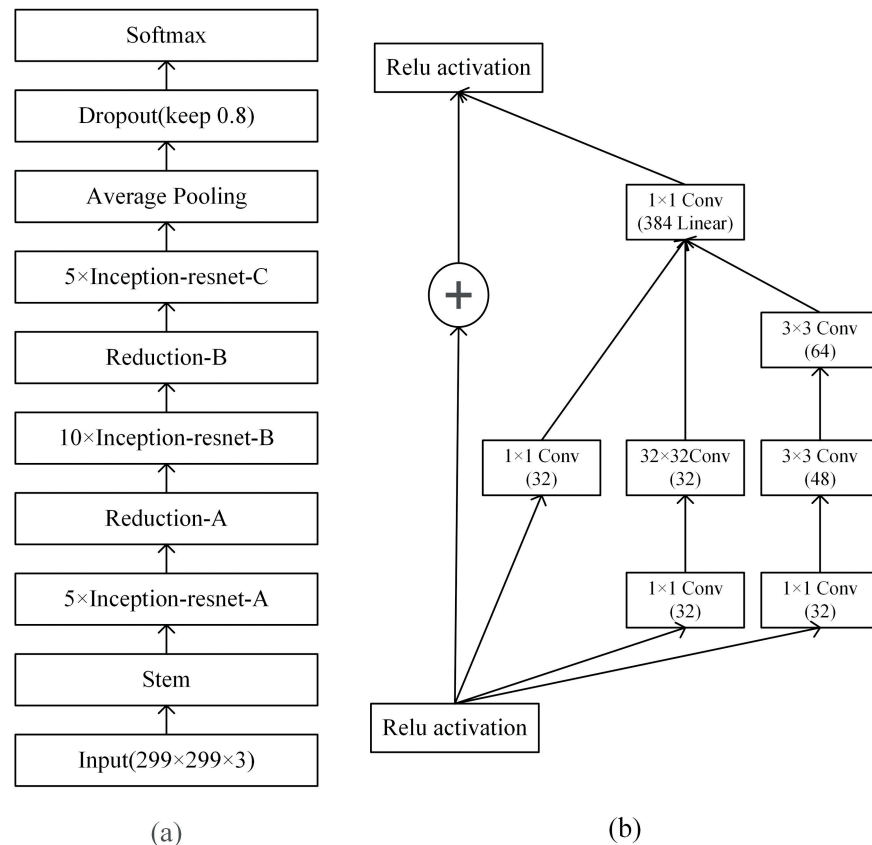 Softmax
Dropout(keep 0.8)
Average Pooling
5×Inception-resnet-C
Reduction-B
10×Inception-resnet-B
Reduction-A
5×Inception-resnet-A
Stem
Input(299×299×3)
(a)
Relu activation
1×1 Conv
(384 Linear)
+
3×3 Conv
(64)
1×1 Conv
(32)
32×32Conv
(32)
3×3 Conv
(48)
1×1 Conv
(32)
1×1 Conv
(32)
Relu activation
(b)